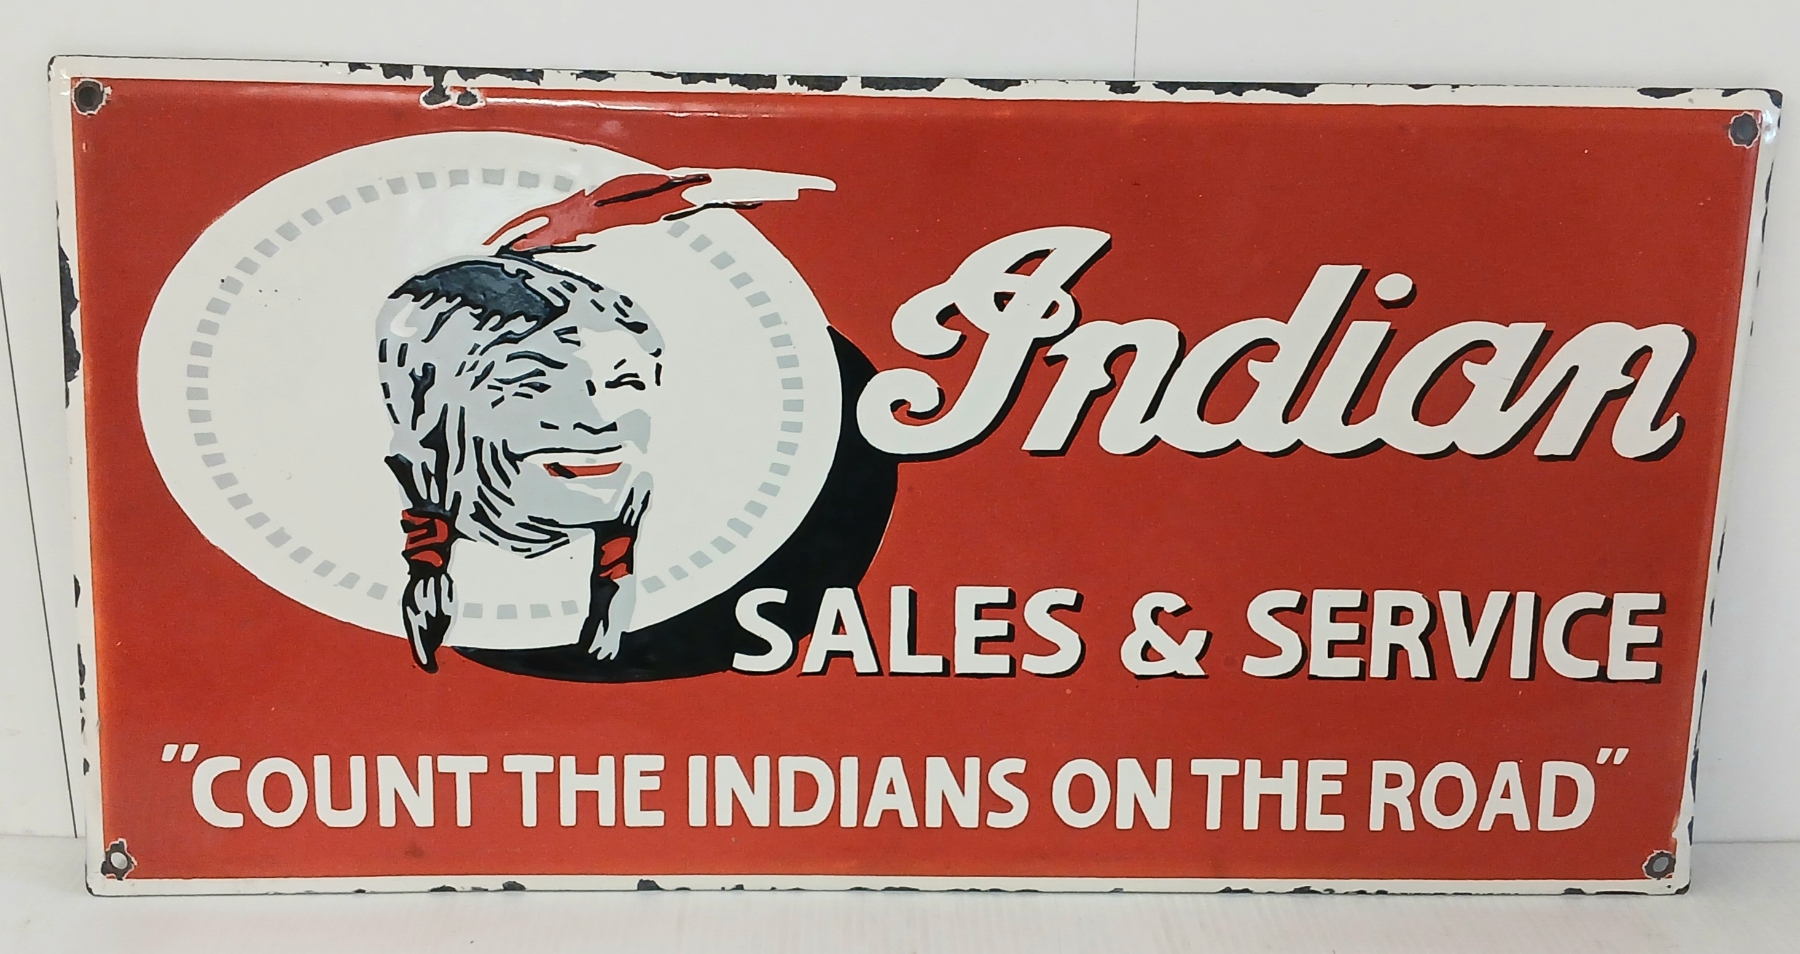 Indian
SALES & SERVICE
"COUNT THE INDIANS ON THE ROAD"